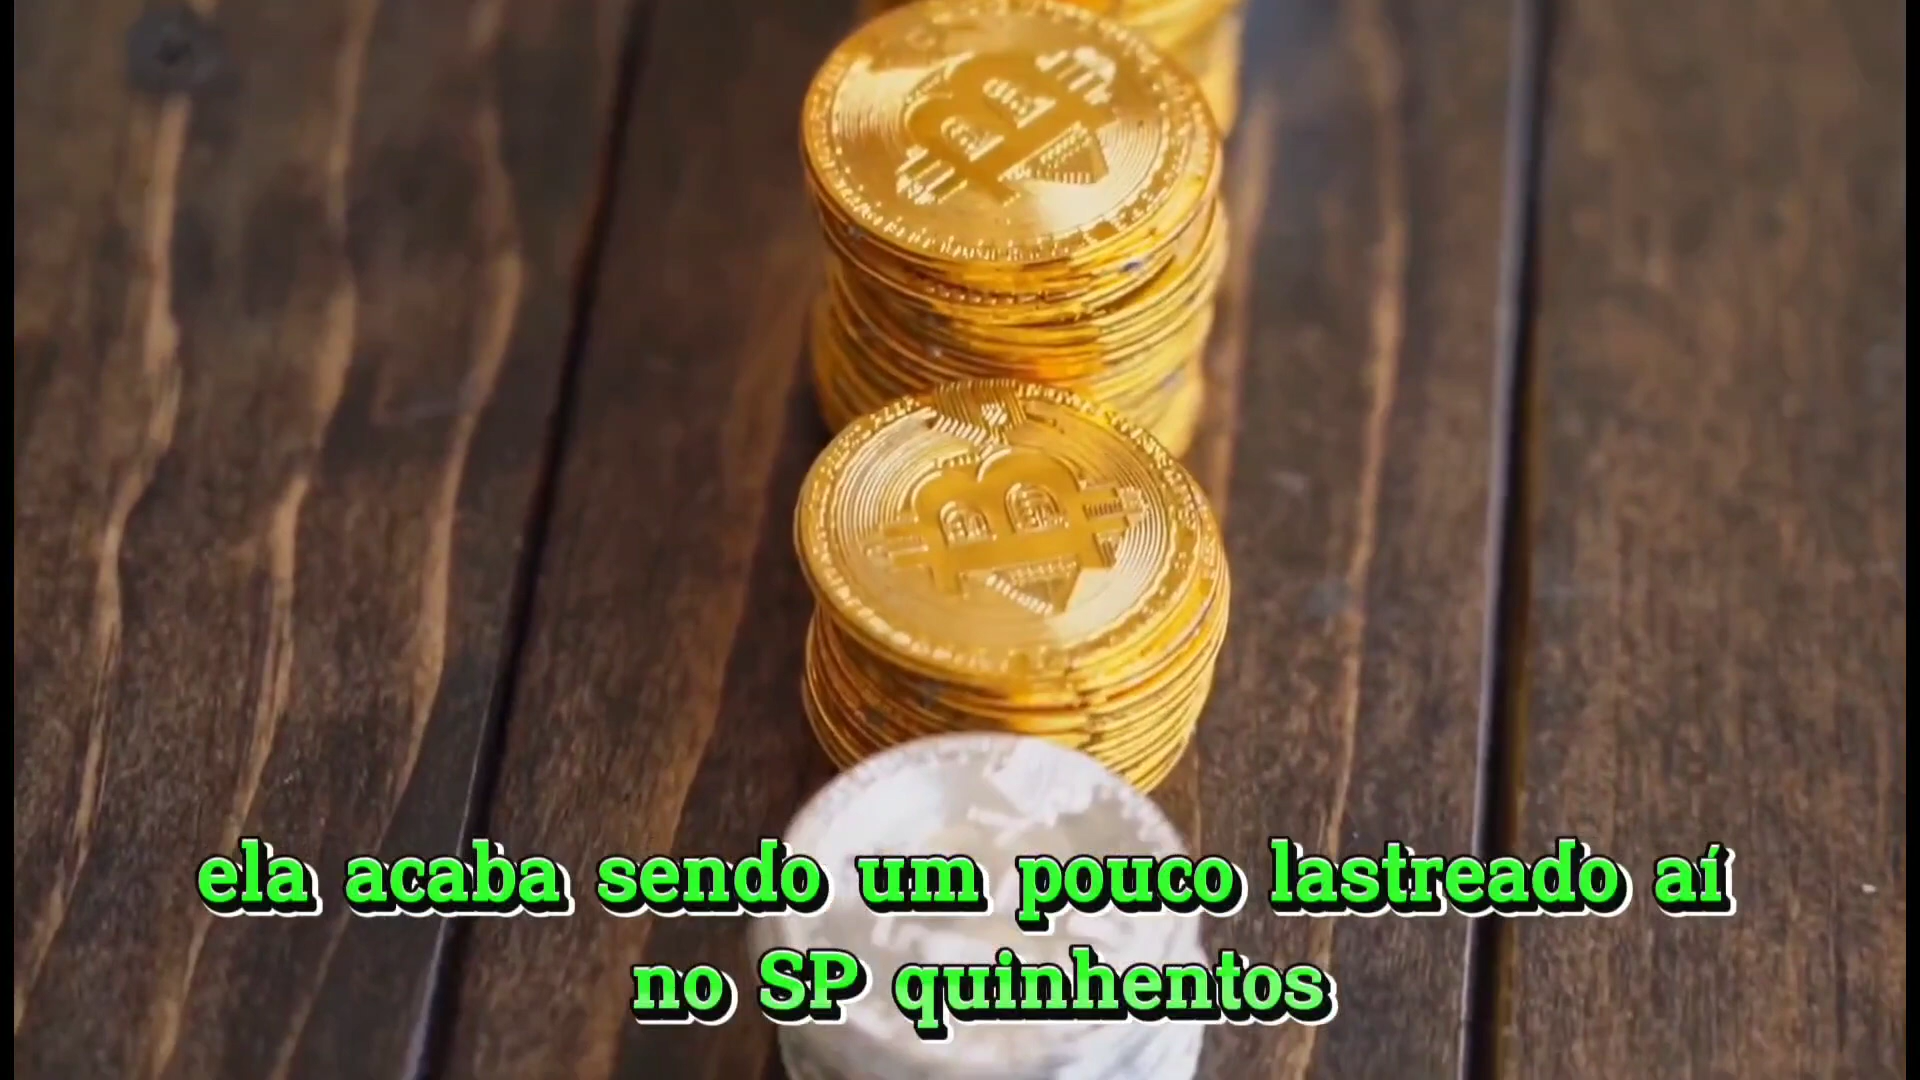 ela acaba sendo um pouco lastreado aí
no SP quinhentos